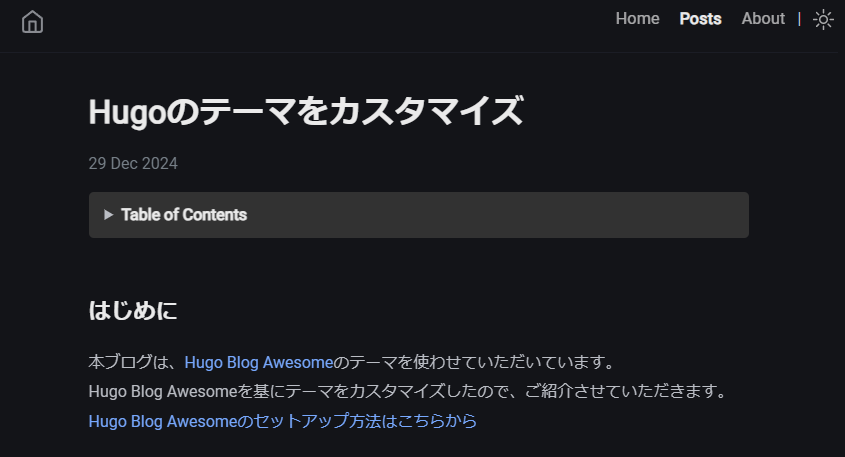 Home Posts About |
Hugoのテーマをカスタマイズ
29 Dec 2024
Table of Contents
はじめに
本ブログは、Hugo Blog Awesomeのテーマを使わせていただいています。
Hugo Blog Awesomeを基にテーマをカスタマイズしたので、ご紹介させていただきます。
Hugo Blog Awesomeのセットアップ方法はこちらから